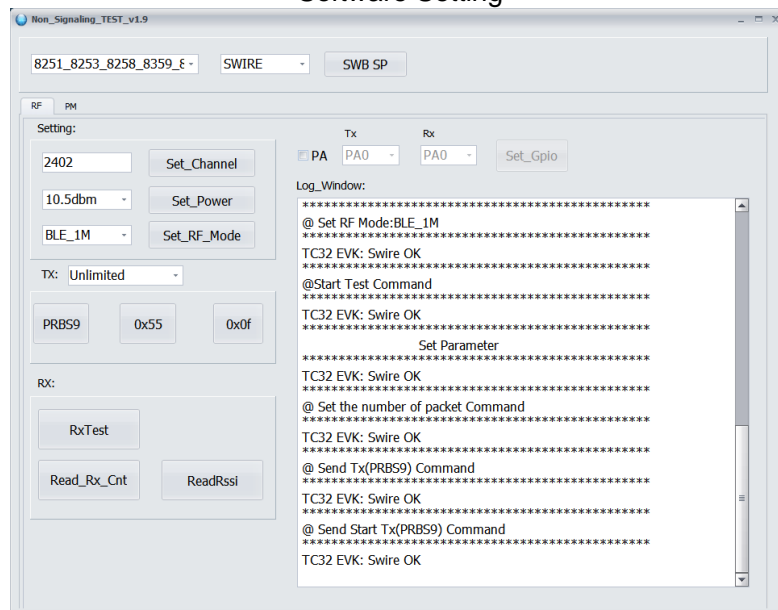 Software Setting
Non_Signaling_TEST_v1.9
8251_8253_8258_8359_8 SWIRE SWB SP
RF PM
Setting:
2402 Set_Channel
10.5dbm Set_Power
BLE_1M Set_RF_Mode
TX: Unlimited
PRBS9 0x55 0x0f
RX:
RxTest
Read_Rx_Cnt ReadRssi
Tx Rx
PA PA0 PA0 Set_Gpio
Log_Window:
**************************************************
@ Set RF Mode:BLE_1M
**************************************************
TC32 EVK: Swire OK
**************************************************
@Start Test Command
**************************************************
TC32 EVK: Swire OK
**************************************************
Set Parameter
**************************************************
TC32 EVK: Swire OK
**************************************************
@ Set the number of packet Command
**************************************************
TC32 EVK: Swire OK
**************************************************
@ Send Tx(PRBS9) Command
**************************************************
TC32 EVK: Swire OK
**************************************************
@ Send Start Tx(PRBS9) Command
**************************************************
TC32 EVK: Swire OK